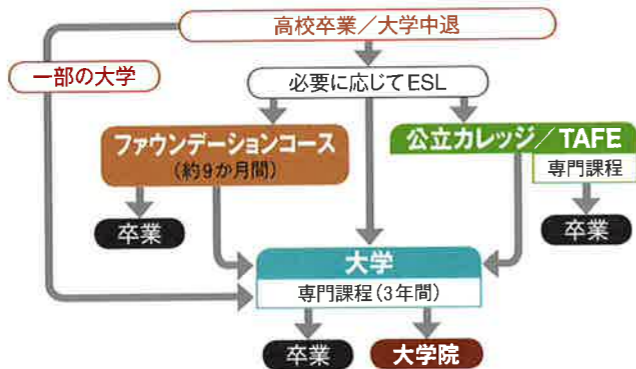 高校卒業／大学中退
一部の大学
必要に応じてESL
ファウンデーションコース
(約9か月間)
公立カレッジ／TAFE
専門課程
卒業
卒業
大学
専門課程(3年間)
卒業
大学院